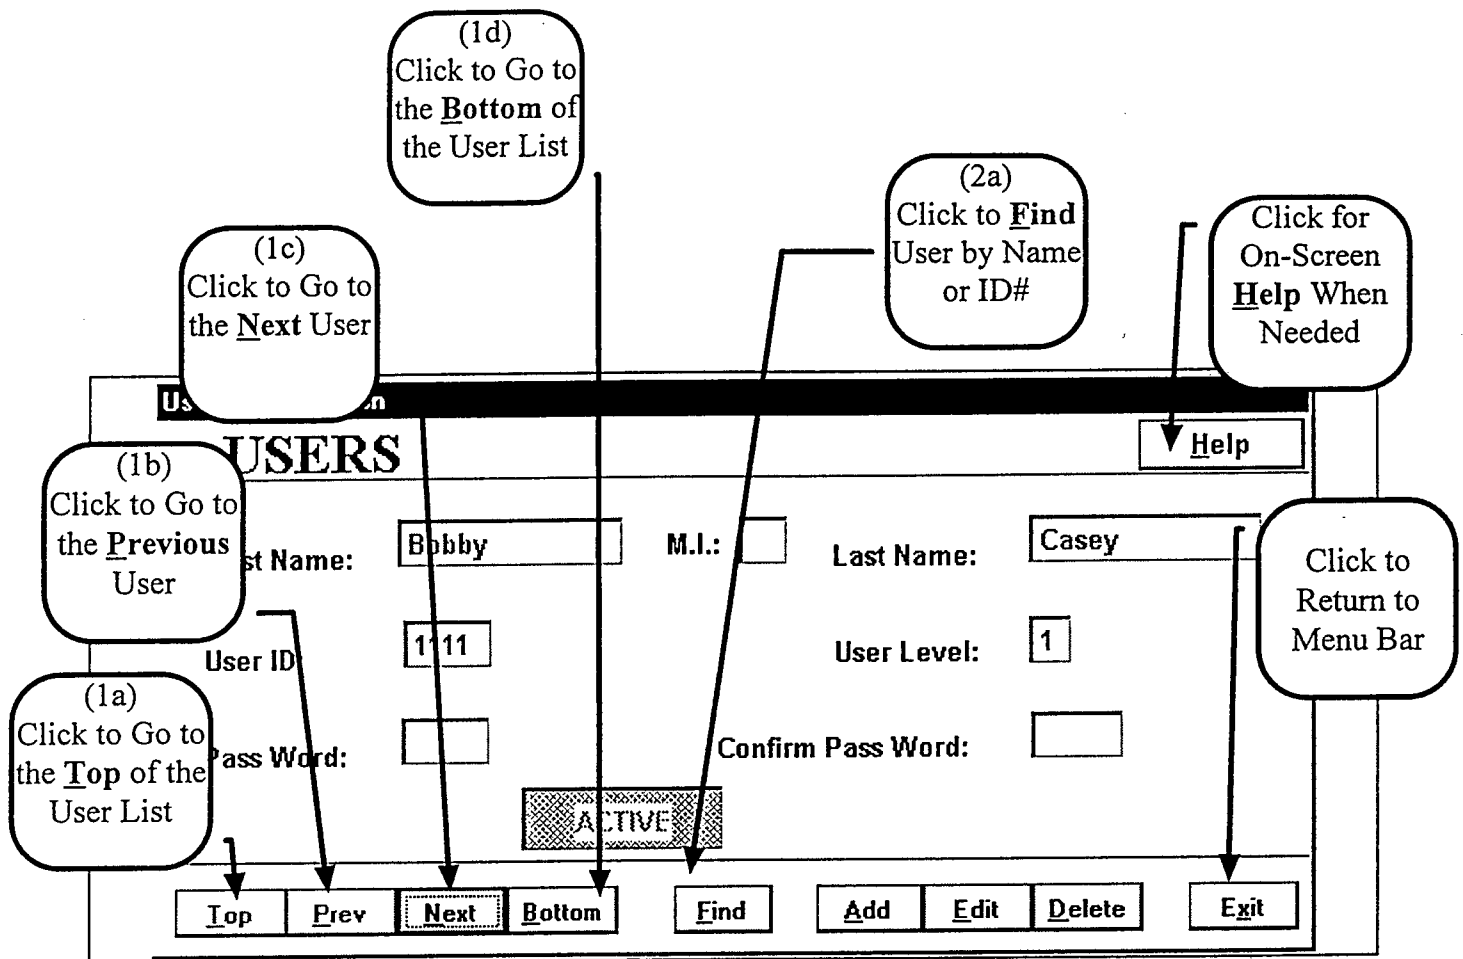 (1d)
Click to Go to
the Bottom of
the User List
(2a)
Click to Find
User by Name
or ID#
Click for
On-Screen
Help When
Needed
(1c)
Click to Go to
the Next User
Us
n
USERS
Help
(1b)
Click to Go to
the Previous
User
st Name:
Bobby
M.I.:
Last Name:
Casey
Click to
Return to
Menu Bar
User ID:
1111
User Level:
1
(1a)
Click to Go to
the Top of the
User List
Pass Word:
Confirm Pass Word:
ACTIVE
Top
Prev
Next
Bottom
Find
Add
Edit
Delete
Exit